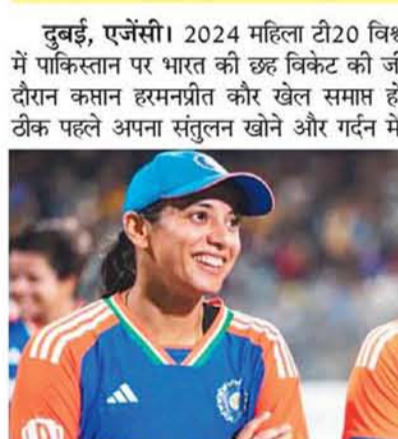 दुबई, एजेंसी। 2024 महिला टी20
में पाकिस्तान पर भारत की छह विकेट की
दौरान कप्तान हरमनप्रीत कौर खेल समाप्त
ठीक पहले अपना संतुलन खोने और गर्दन